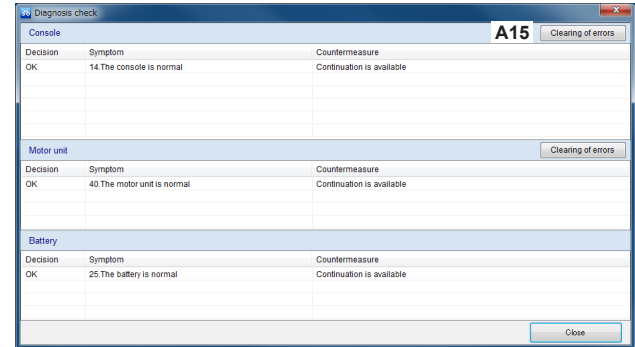 Diagnosis check
Console A15 Clearing of errors
Decision Symptom Countermeasure
OK 14.The console is normal Continuation is available
Motor unit Clearing of errors
Decision Symptom Countermeasure
OK 40.The motor unit is normal Continuation is available
Battery
Decision Symptom Countermeasure
OK 25.The battery is normal Continuation is available
Close